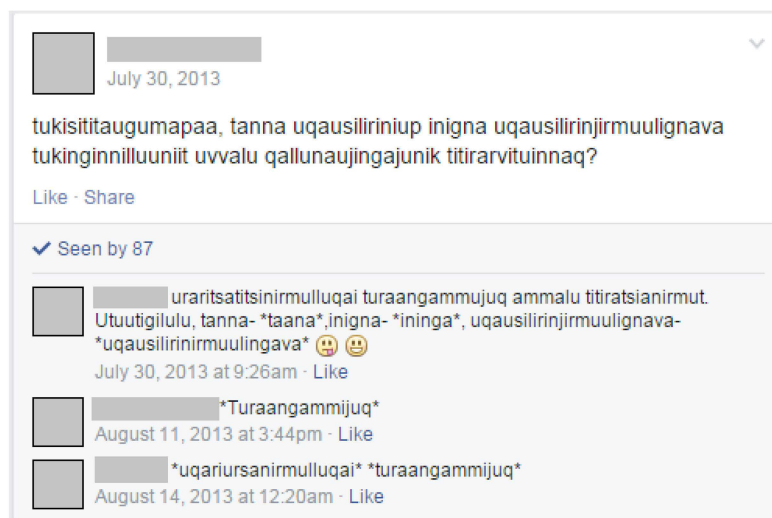 July 30, 2013
tukisititaugumapaa, tanna uqausiliriniup inigna uqausilirinjirmuulignava
tukinginnilluuniit uvvalu qallunaujingajunik titirarvituinnaq?
Like · Share
Seen by 87
uraritsatitsinirmulluqai turaangammujuq ammalu titiratsianirmut.
Utuutigilulu, tanna- *taana*,inigna- *ininga*, uqausilirinjirmuulignava-
*uqausilirinirmuulingava*
July 30, 2013 at 9:26am · Like
*Turaangammijuq*
August 11, 2013 at 3:44pm · Like
*uqariursanirmulluqai* *turaangammijuq*
August 14, 2013 at 12:20am · Like